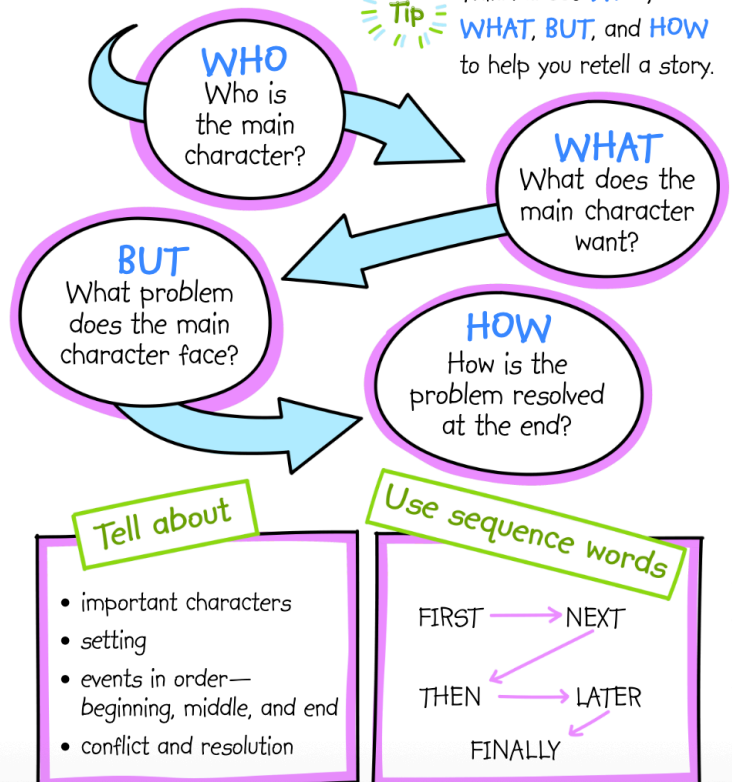 Tip
WHAT, BUT, and HOW
to help you retell a story.
WHO
Who is
the main
character?
WHAT
What does the
main character
want?
BUT
What problem
does the main
character face?
HOW
How is the
problem resolved
at the end?
Tell about
• important characters
• setting
• events in order—
beginning, middle, and end
• conflict and resolution
Use sequence words
FIRST NEXT
THEN LATER
FINALLY